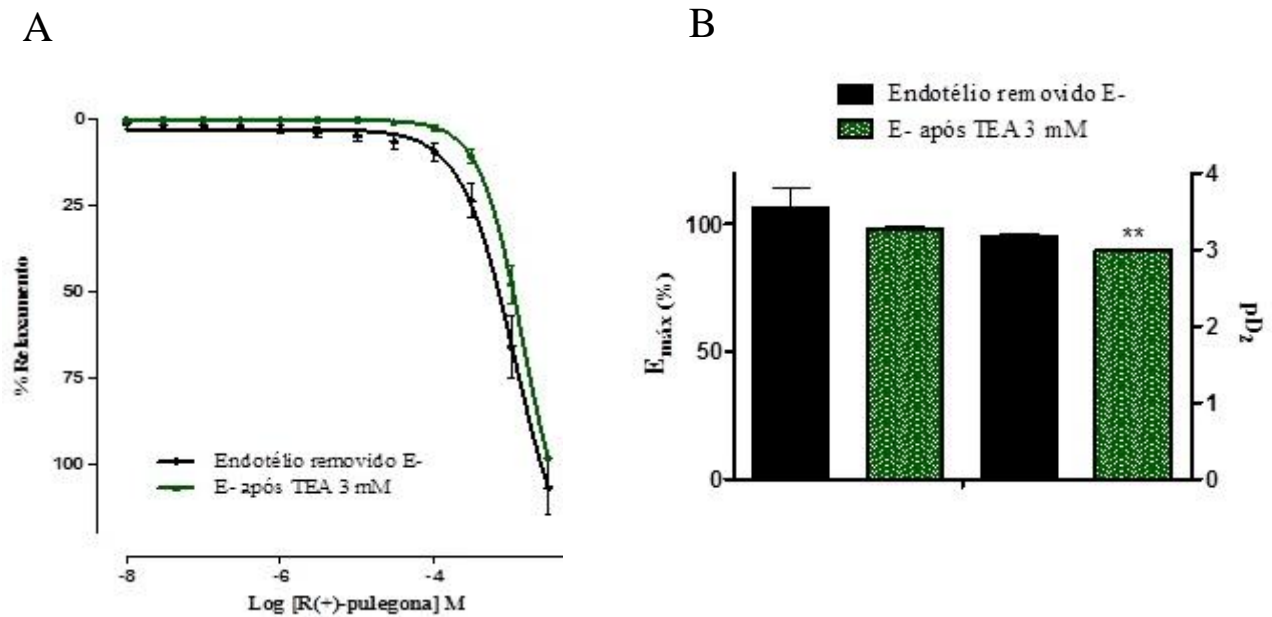 A
0
25
50
75
100
% Relaxamento
Endotélio removido E-
E- após TEA 3 mM
-8
-6
-4
Log [R(+)-pulegona] M
B
Endotélio removido E-
E- após TEA 3 mM
100
50
0
Emáx (%)
**
4
3
2
1
0
pD2